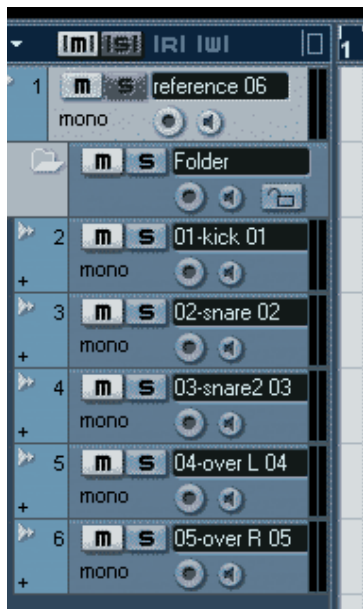 |m| |S| |R| |W| 1
1 m S reference 06
mono
m S Folder
2 m S 01-kick 01
mono
+
3 m S 02-snare 02
mono
+
4 m S 03-snare2 03
mono
+
5 m S 04-over L 04
mono
+
6 m S 05-over R 05
mono
+